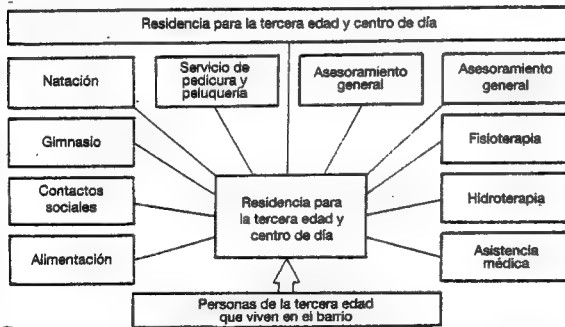 Residencia para la tercera edad y centro de día
Natación
Servicio de
pedicura y
peluquería
Asesoramiento
general
Asesoramiento
general
Gimnasio
Fisioterapia
Contactos
sociales
Residencia para
la tercera edad y
centro de día
Hidroterapia
Alimentación
Asistencia
médica
Personas de la tercera edad
que viven en el barrio